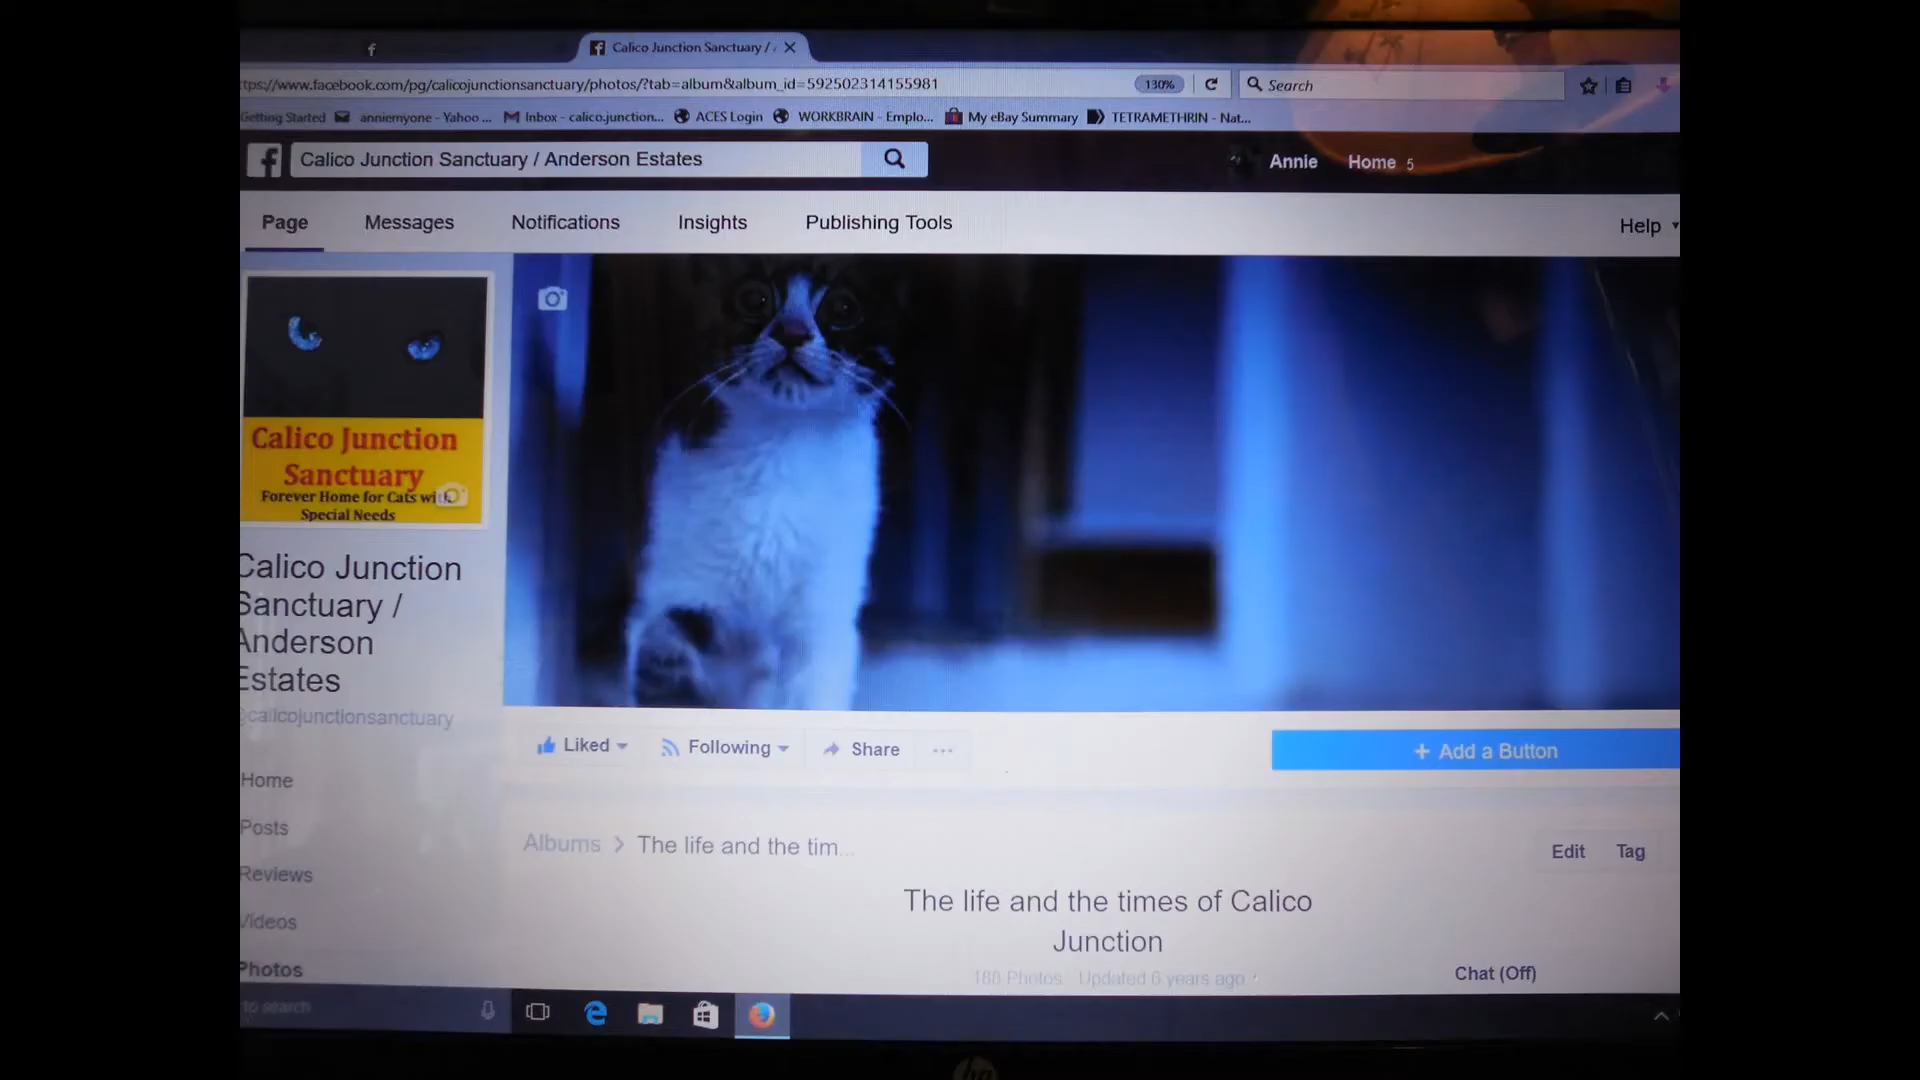 Calico Junction Sanctuary /
tps://www.facebook.com/pg/calicojunctionsanctuary/photos/?tab=album&album_id=592502314155981
130%
Search
Getting Started
anniemyone - Yahoo ...
Inbox - calico.junction...
ACES Login
WORKBRAIN - Emplo...
My eBay Summary
TETRAMETHRIN - Nat...
Calico Junction Sanctuary / Anderson Estates
Annie
Home 5
Page
Messages
Notifications
Insights
Publishing Tools
Help
Calico Junction
Sanctuary
Forever Home for Cats with
Special Needs
Calico Junction
Sanctuary /
Anderson
Estates
@calicojunctionsanctuary
Home
Posts
Reviews
Videos
Photos
Liked
Following
Share
...
+ Add a Button
Albums > The life and the tim...
Edit
Tag
The life and the times of Calico
Junction
188 Photos · Updated 6 years ago
Chat (Off)
to search
hp